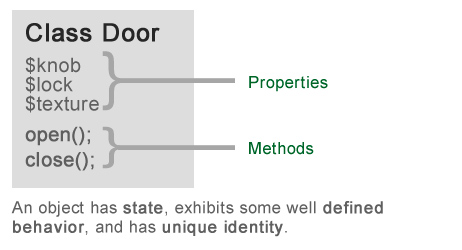 Class Door
$knob
$lock
$texture
Properties
open();
close();
Methods
An object has state, exhibits some well defined
behavior, and has unique identity.